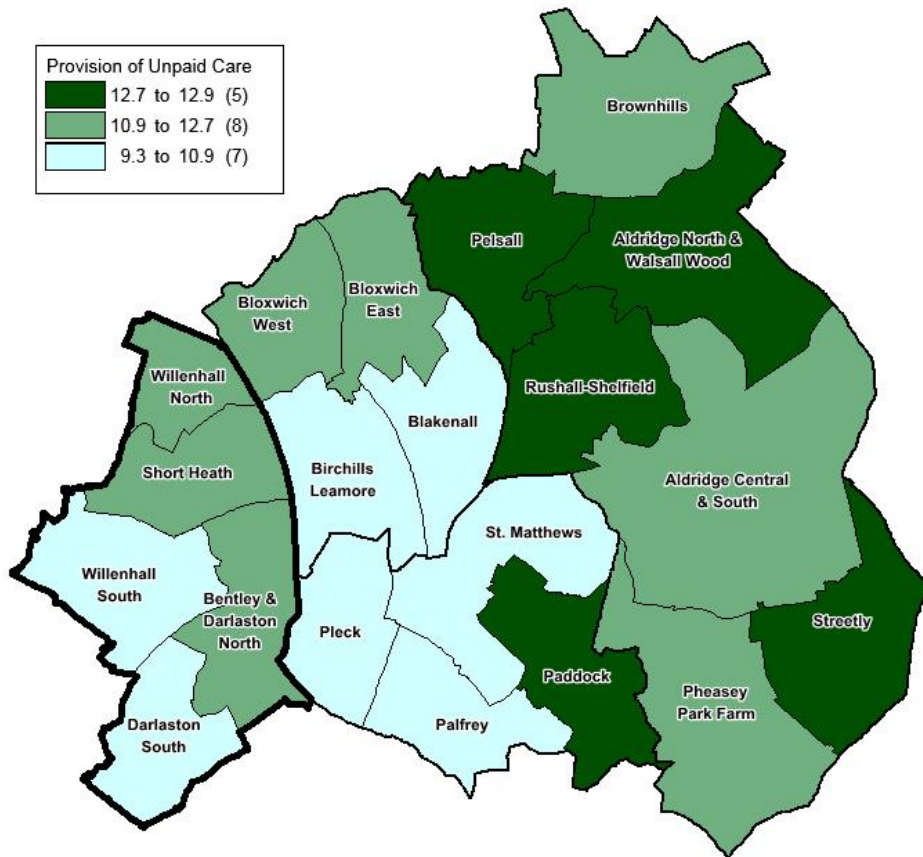 Provision of Unpaid Care
12.7 to 12.9 (5)
10.9 to 12.7 (8)
9.3 to 10.9 (7)
Brownhills
Pelsall
Aldridge North &
Walsall Wood
Bloxwich
West
Bloxwich
East
Willenhall
North
Rushall-Shelfield
Blakenall
Short Heath
Birchills
Leamore
Aldridge Central
& South
St. Matthews
Willenhall
South
Bentley &
Darlaston
North
Pleck
Streetly
Paddock
Pheasey
Park Farm
Darlaston
South
Palfrey